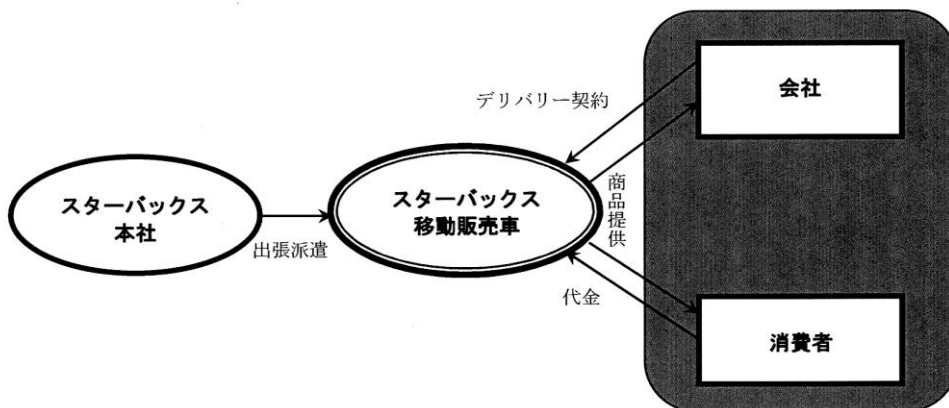 会社
デリバリー契約
スターバックス
本社
出張派遣
スターバックス
移動販売車
商品提供
代金
消費者